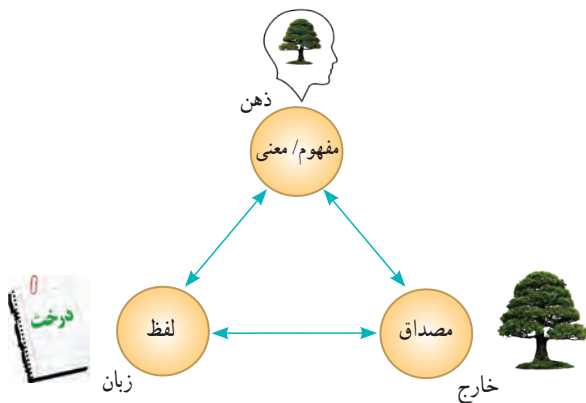 ذهن
مفهوم/ معنی
درخت
لفظ
زبان
مصداق
خارج